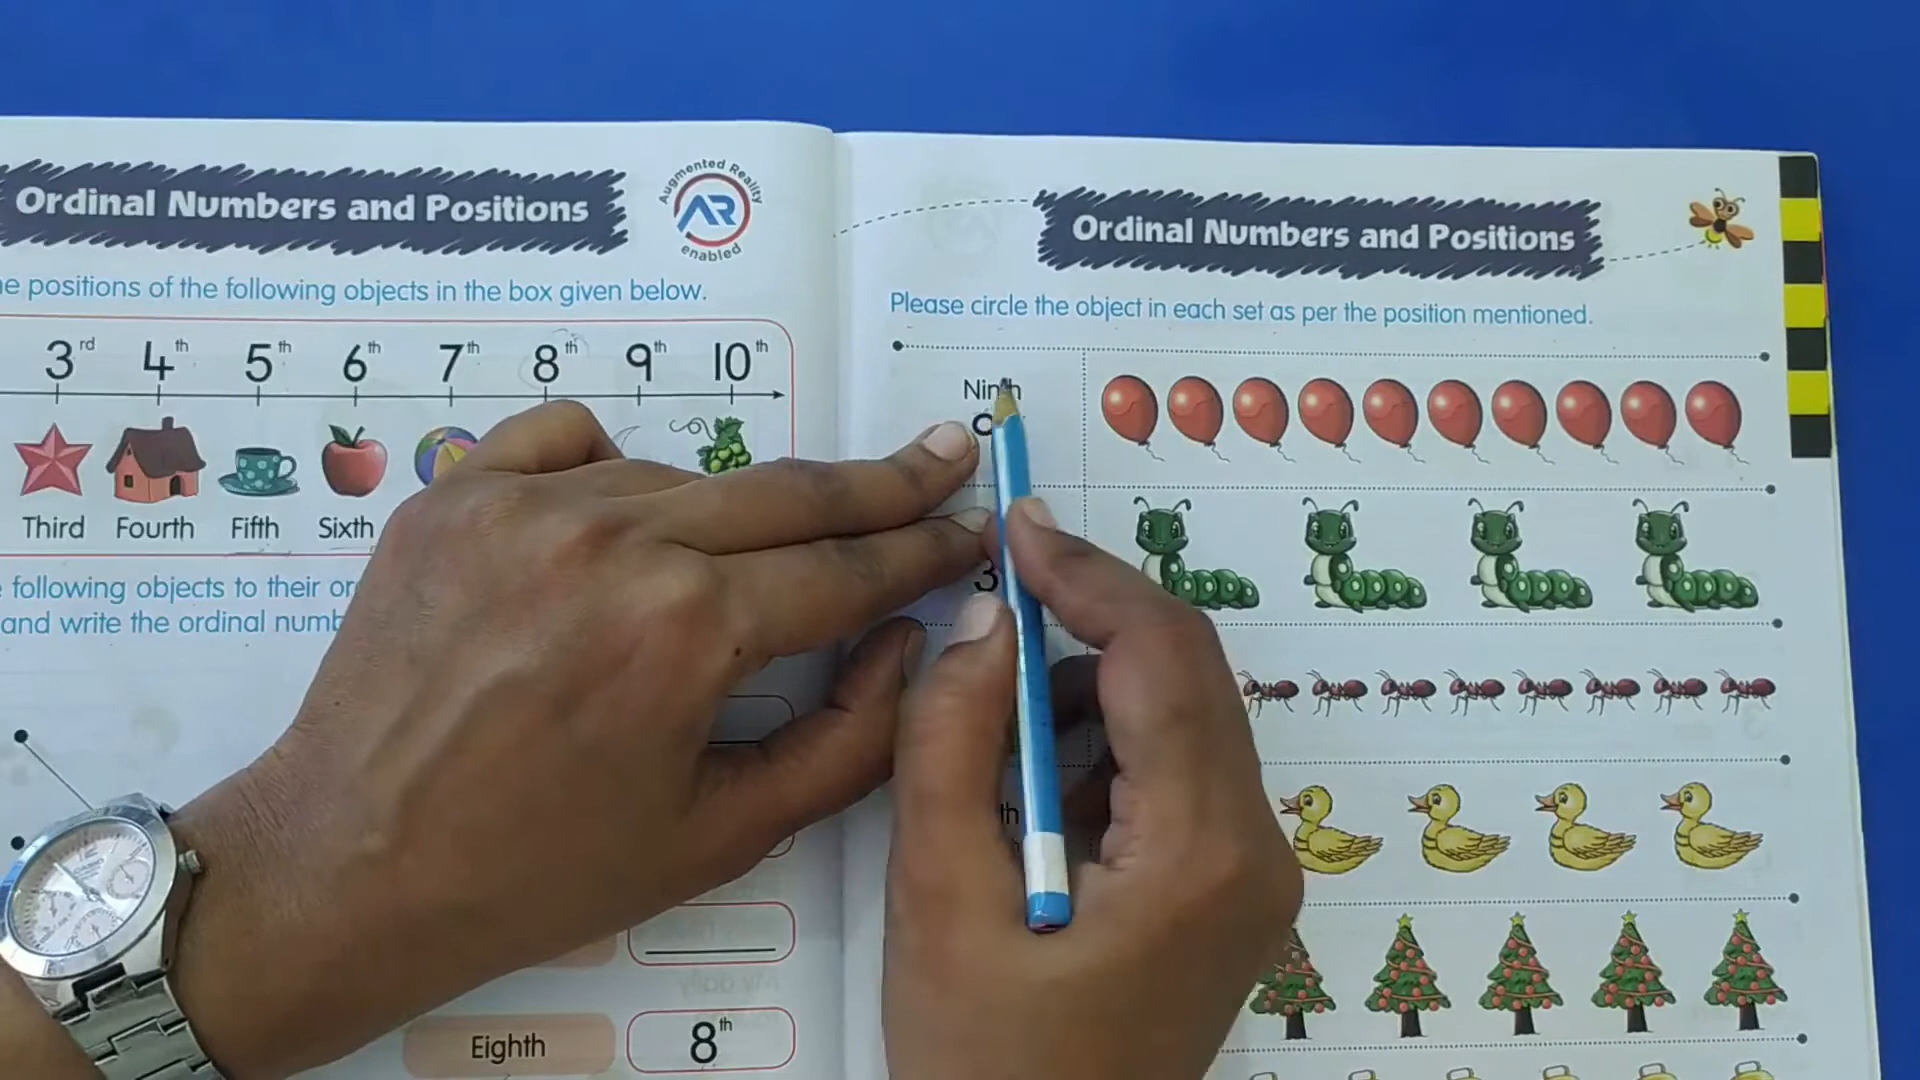 Ordinal Numbers and Positions
Augmented Reality
AR
enabled
positions of the following objects in the box given below.
3rd 4th 5th 6th 7th 8th 9th 10th
Third Fourth Fifth Sixth
following objects to their
and write the ordinal
Eighth 8th
Ordinal Numbers and Positions
Please circle the object in each set as per the position mentioned.
Ninth
3